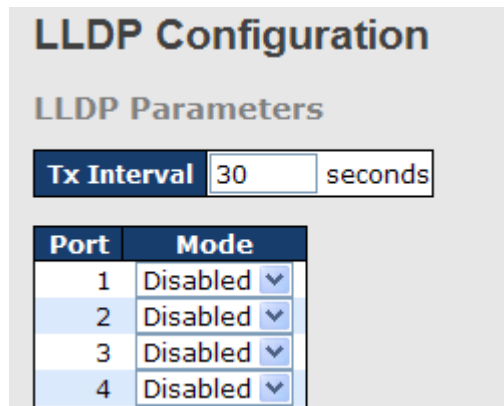 LLDP Configuration
LLDP Parameters
Tx Interval 30 seconds
Port Mode
1 Disabled
2 Disabled
3 Disabled
4 Disabled